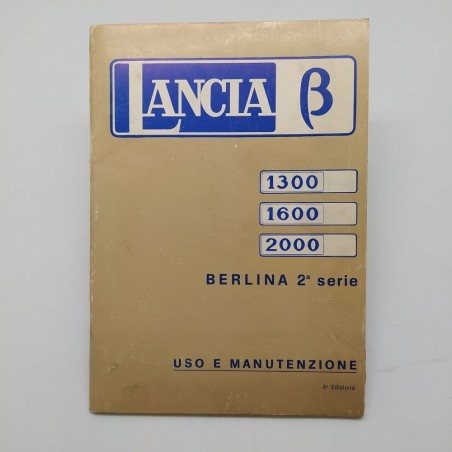 LANCIA β
1300
1600
2000
BERLINA 2ª serie
USO E MANUTENZIONE
4ª Edizione